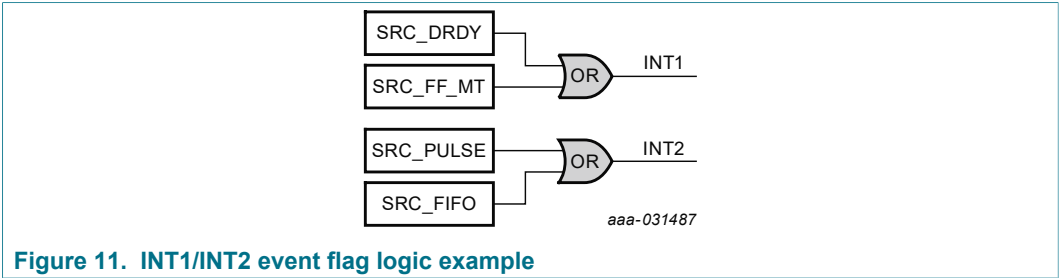 SRC_DRDY
SRC_FF_MT
OR
INT1
SRC_PULSE
SRC_FIFO
OR
INT2
aaa-031487
Figure 11. INT1/INT2 event flag logic example